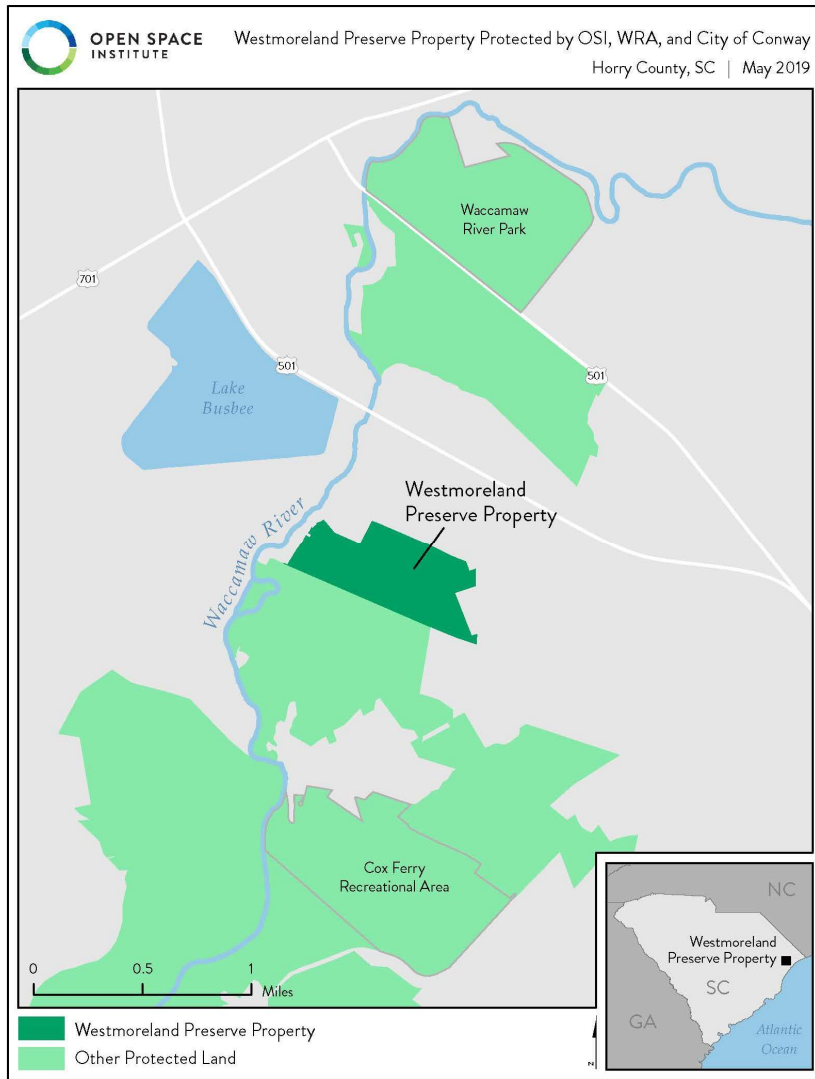 OPEN SPACE
INSTITUTE
Westmoreland Preserve Property Protected by OSI, WRA, and City of Conway
Horry County, SC | May 2019
Waccamaw
River Park
701
501
501
Lake
Busbee
Westmoreland
Preserve Property
Waccamaw River
Cox Ferry
Recreational Area
0 0.5 1
Miles
NC
Westmoreland
Preserve Property
SC
GA
Atlantic
Ocean
Westmoreland Preserve Property
Other Protected Land
z